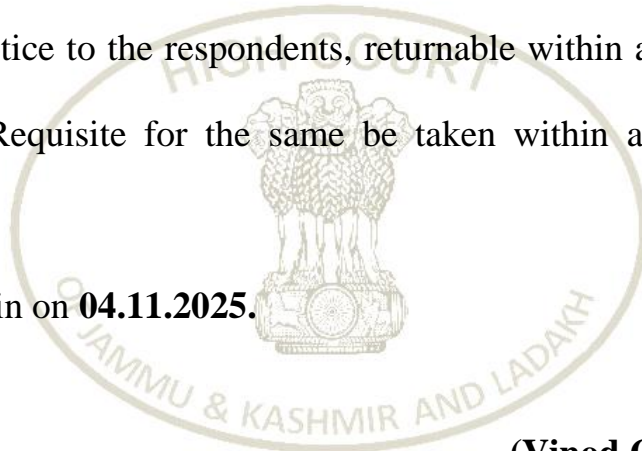 tice to the respondents, returnable within a
HIGH COURT
Requisite for the same be taken within a
in on 04.11.2025.
OF JAMMU & KASHMIR AND LADAKH
(Vinod